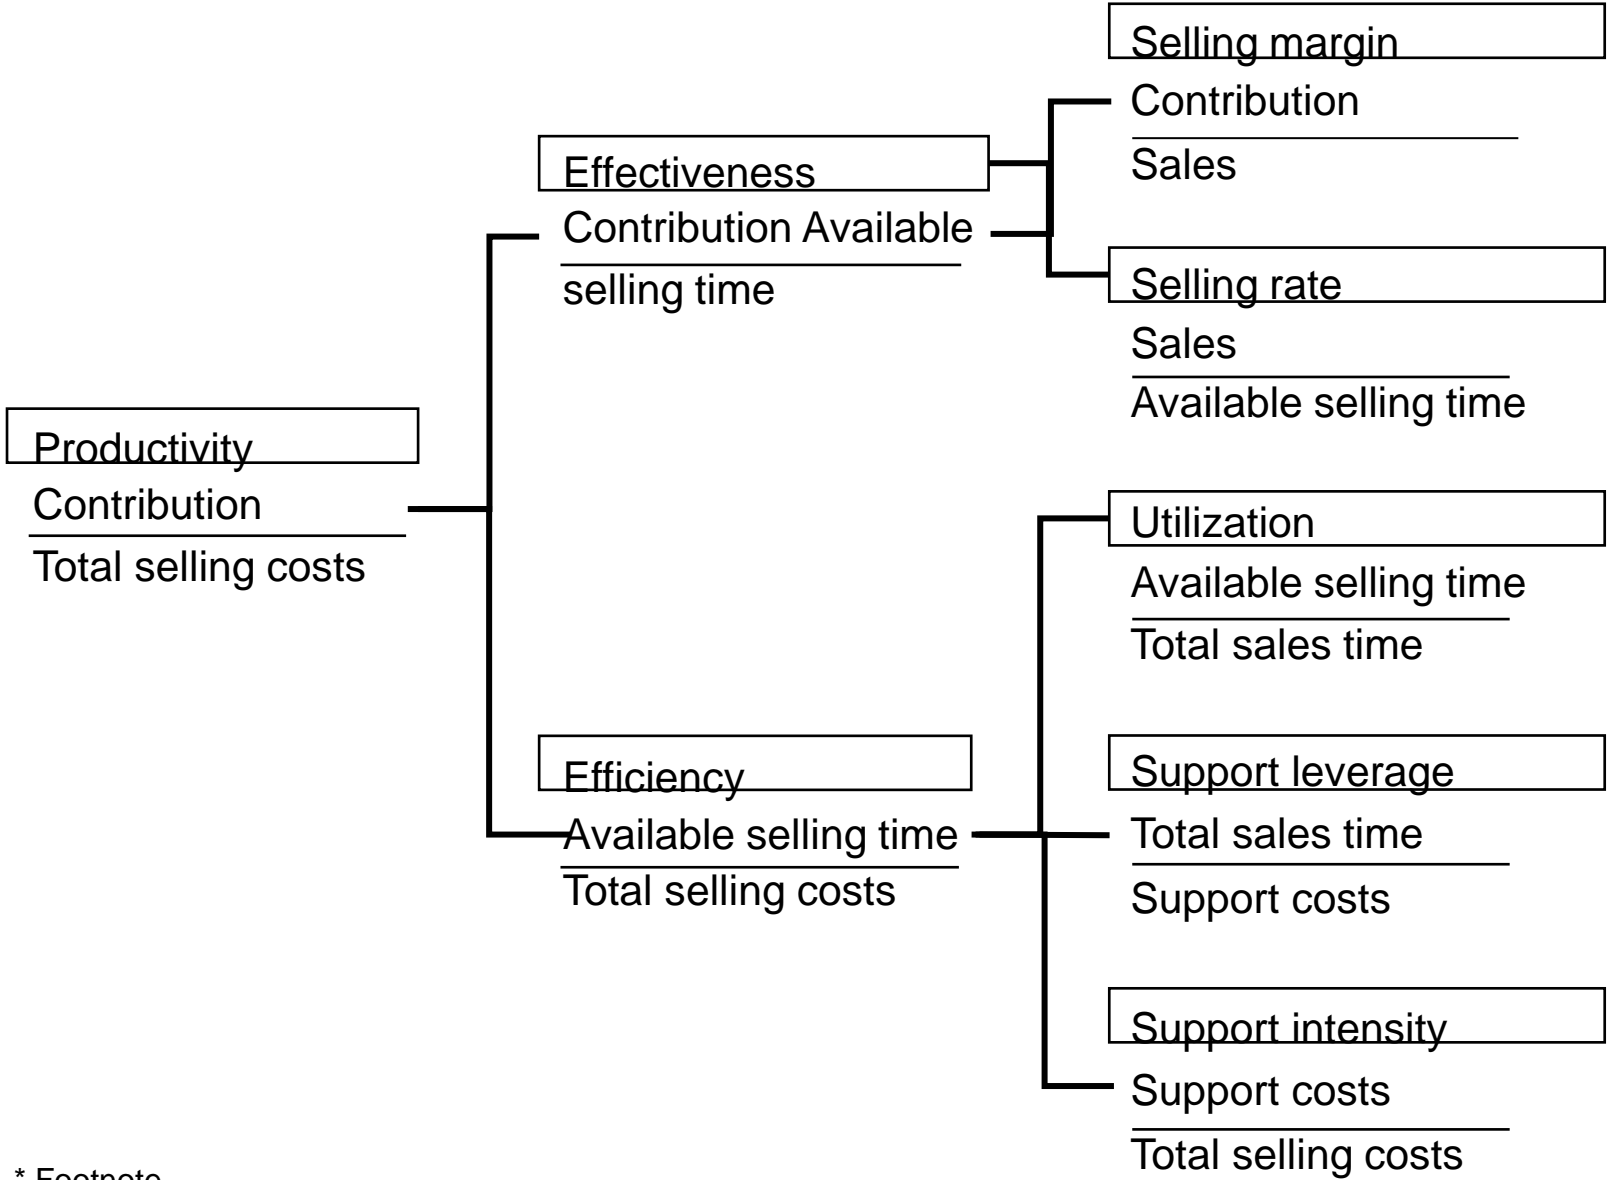 Productivity
Contribution
Total selling costs
Effectiveness
Contribution Available
selling time
Efficiency
Available selling time
Total selling costs
Selling margin
Contribution
Sales
Selling rate
Sales
Available selling time
Utilization
Available selling time
Total sales time
Support leverage
Total sales time
Support costs
Support intensity
Support costs
Total selling costs
* Footnote